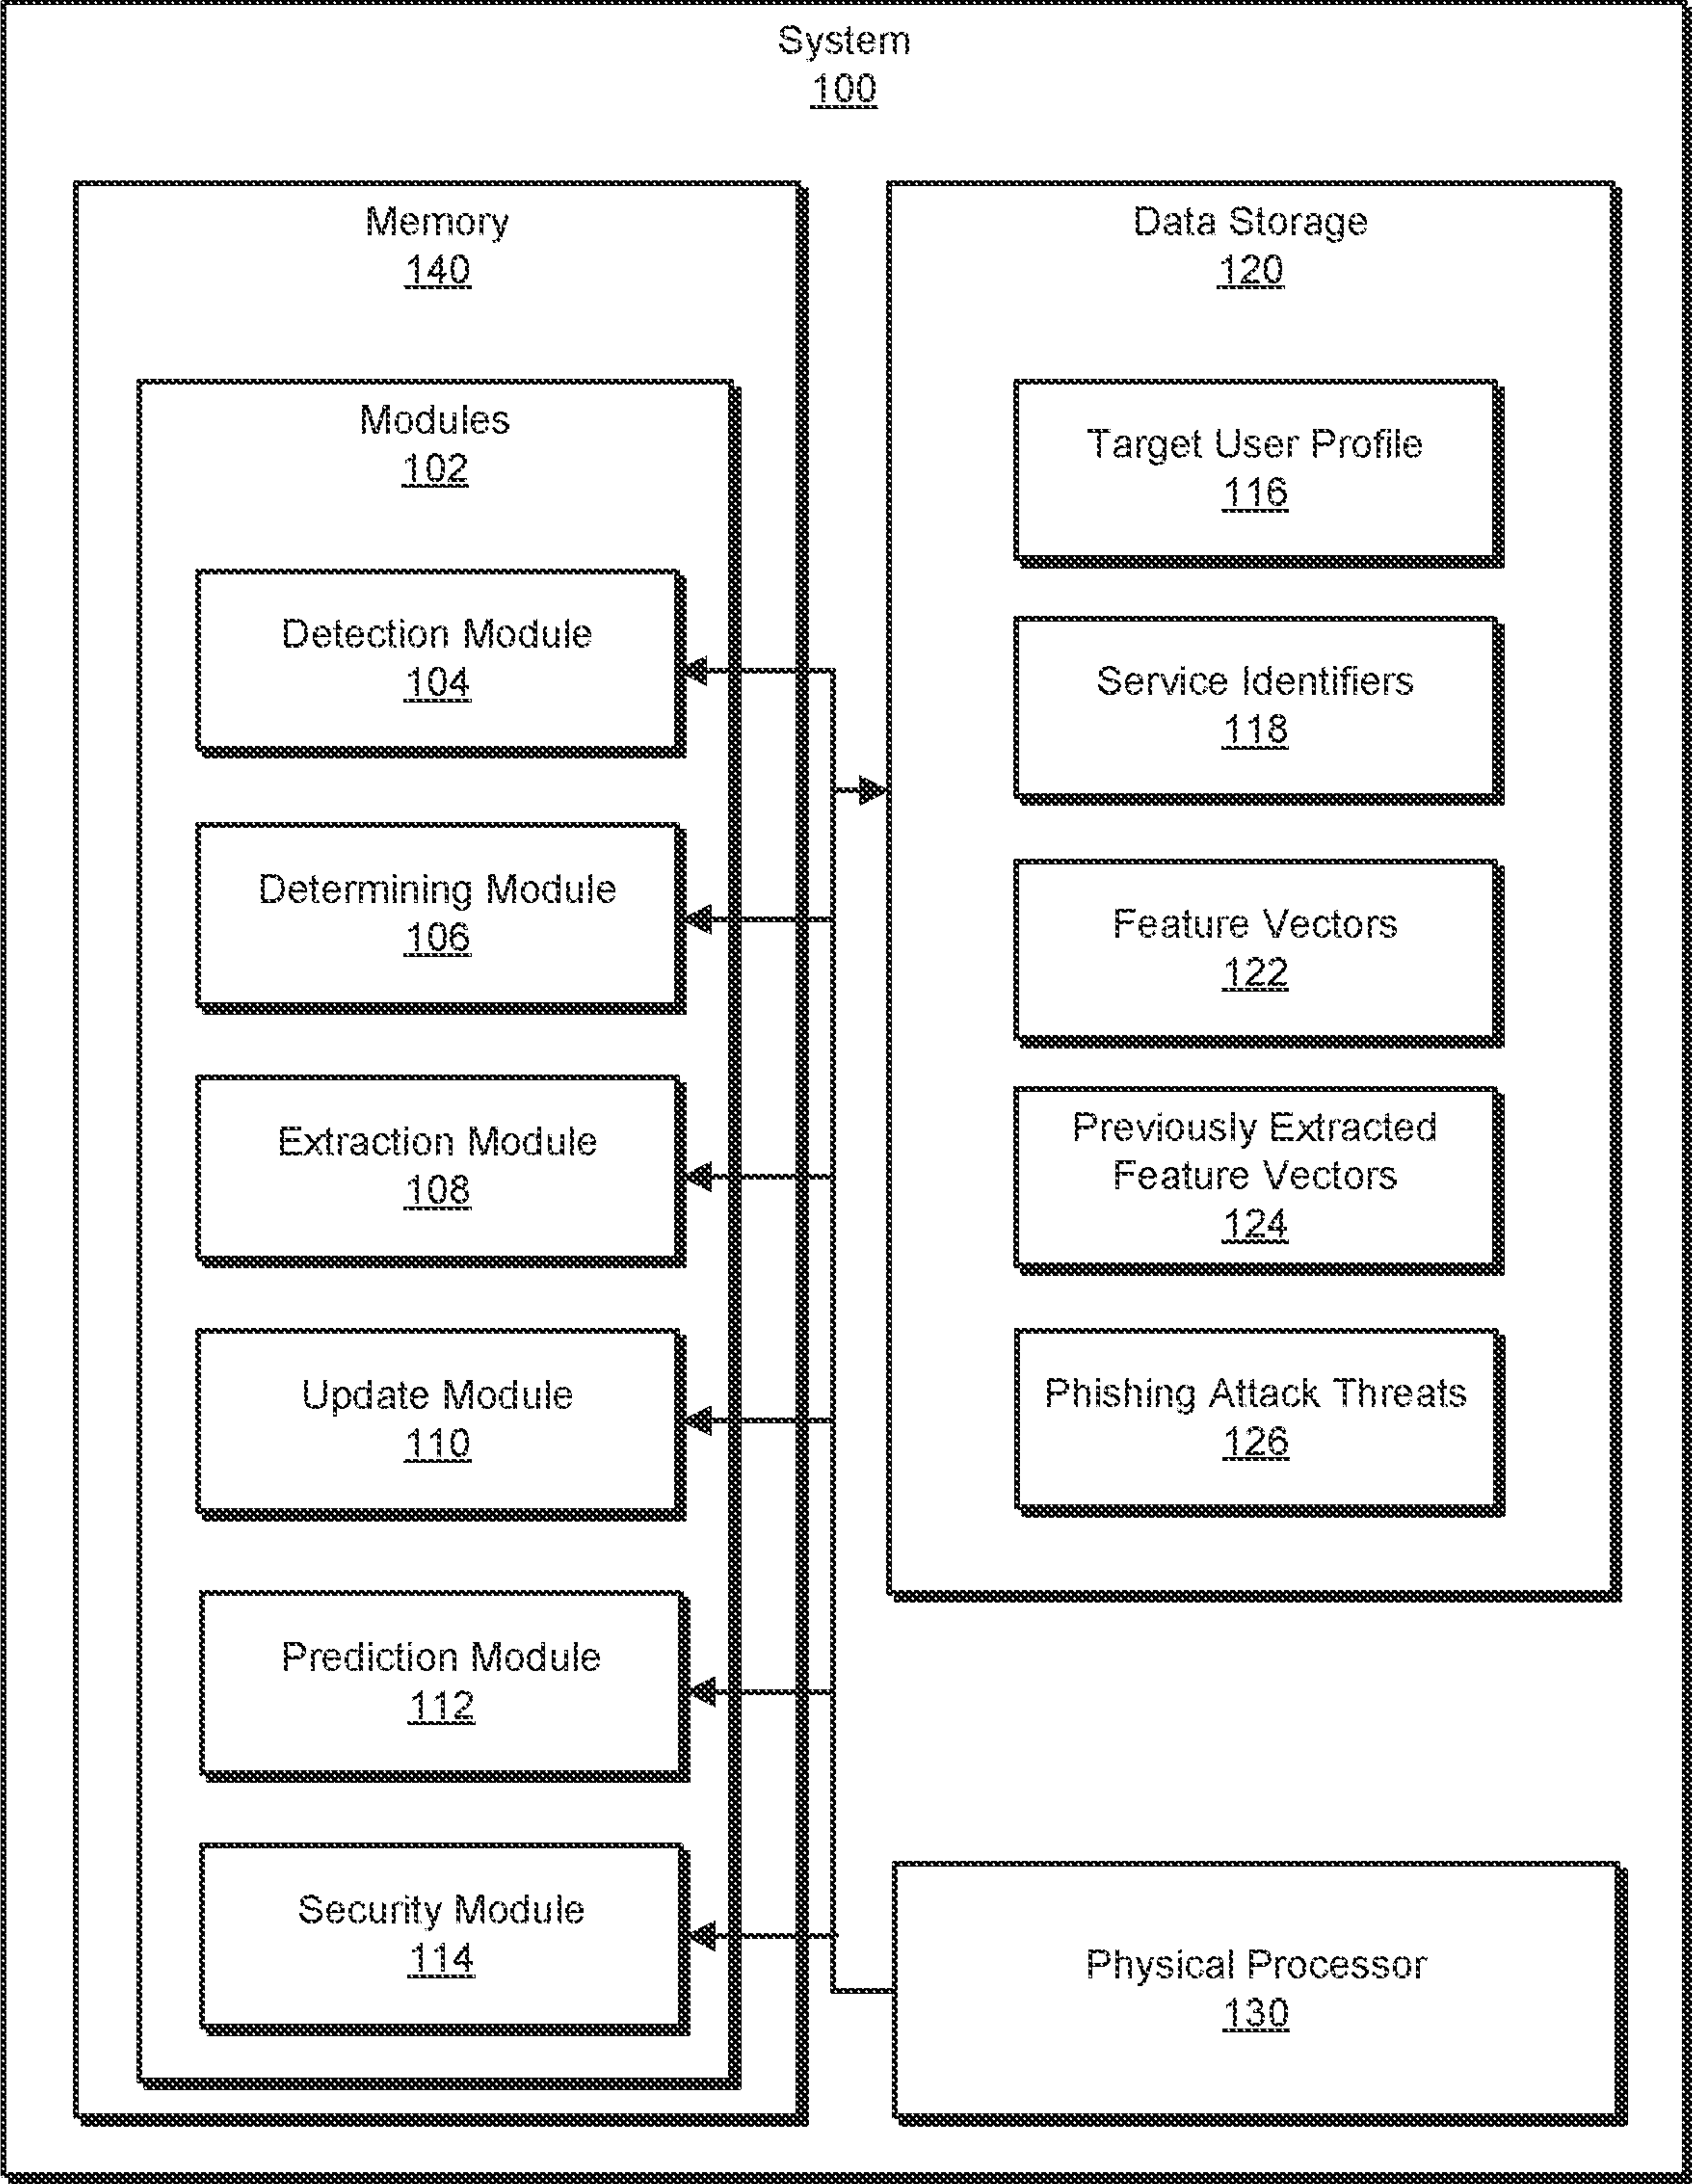 System
100
Memory
140
Modules
102
Detection Module
104
Determining Module
106
Extraction Module
108
Update Module
110
Prediction Module
112
Security Module
114
Data Storage
120
Target User Profile
116
Service Identifiers
118
Feature Vectors
122
Previously Extracted
Feature Vectors
124
Phishing Attack Threats
126
Physical Processor
130